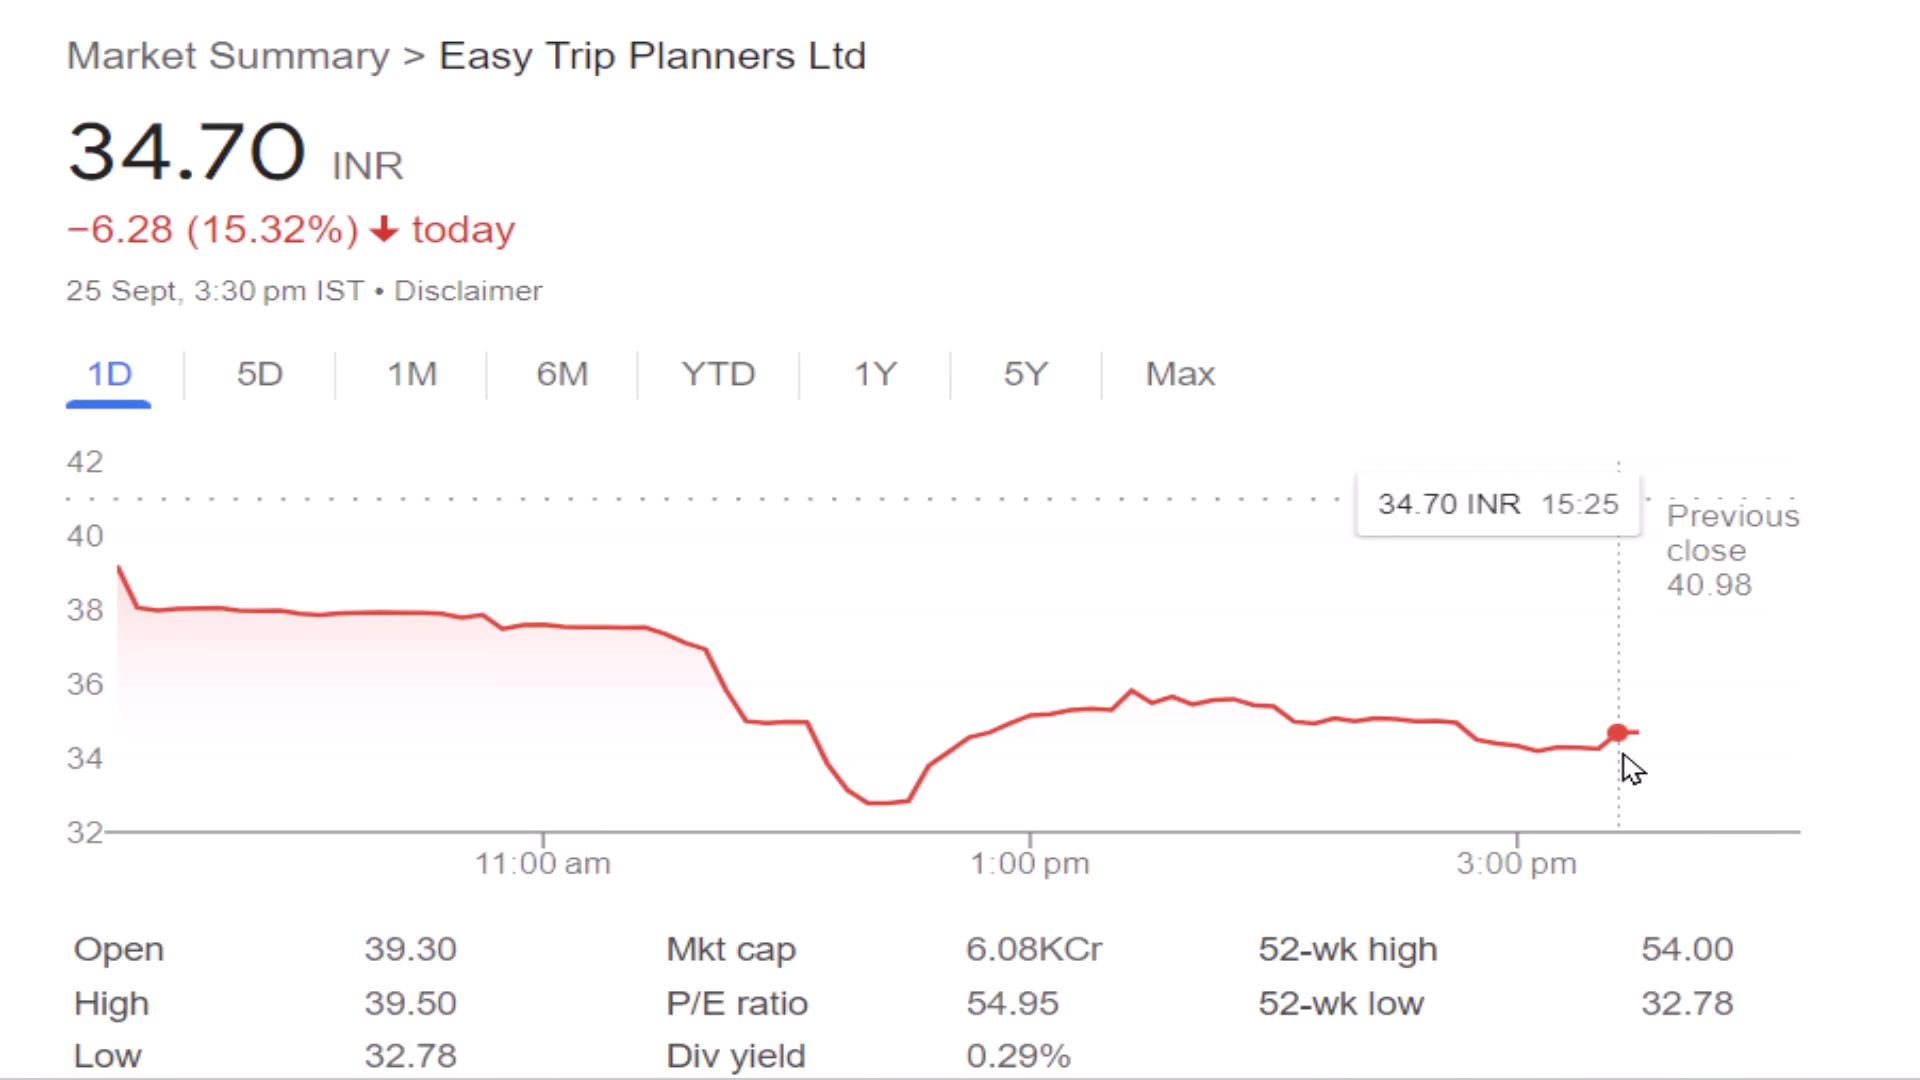 Market Summary > Easy Trip Planners Ltd
34.70 INR
−6.28 (15.32%) ↓ today
25 Sept, 3:30 pm IST • Disclaimer
1D 5D 1M 6M YTD 1Y 5Y Max
42
34.70 INR 15:25
Previous
close
40.98
40
38
36
34
32
11:00 am 1:00 pm 3:00 pm
Open 39.30 Mkt cap 6.08KCr 52-wk high 54.00
High 39.50 P/E ratio 54.95 52-wk low 32.78
Low 32.78 Div yield 0.29%